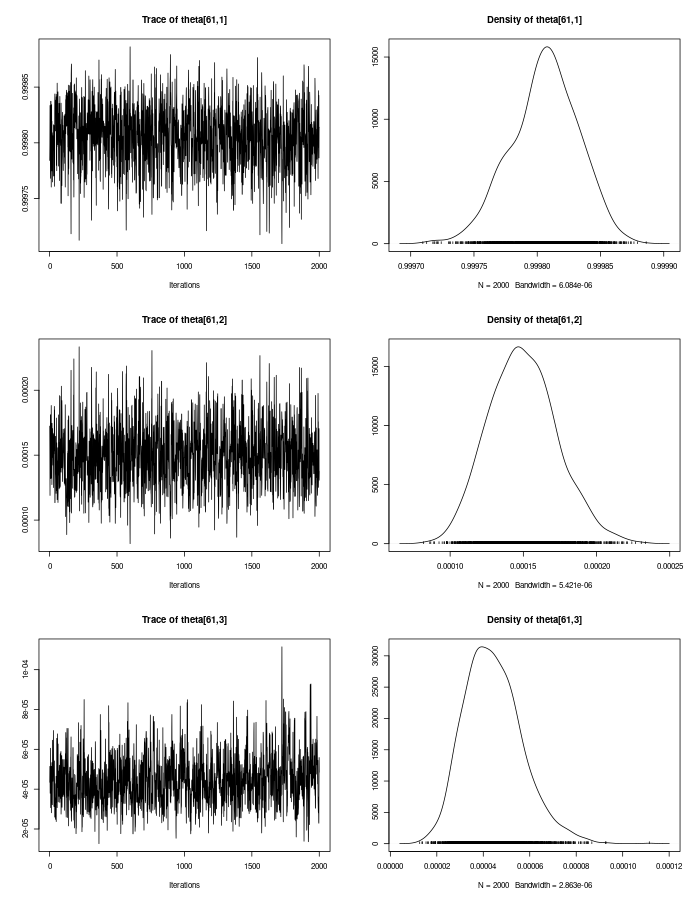 Trace of theta[61,1]
0.99975 0.99980 0.99985
0 500 1000 1500 2000
Iterations
Density of theta[61,1]
0 5000 10000 15000
0.99970 0.99975 0.99980 0.99985 0.99990
N = 2000 Bandwidth = 6.084e-06
Trace of theta[61,2]
0.00010 0.00015 0.00020
0 500 1000 1500 2000
Iterations
Density of theta[61,2]
0 5000 10000 15000
0.00010 0.00015 0.00020 0.00025
N = 2000 Bandwidth = 5.421e-06
Trace of theta[61,3]
2e-05 4e-05 6e-05 8e-05 1e-04
0 500 1000 1500 2000
Iterations
Density of theta[61,3]
0 5000 10000 15000 20000 25000 30000
0.00000 0.00002 0.00004 0.00006 0.00008 0.00010 0.00012
N = 2000 Bandwidth = 2.863e-06